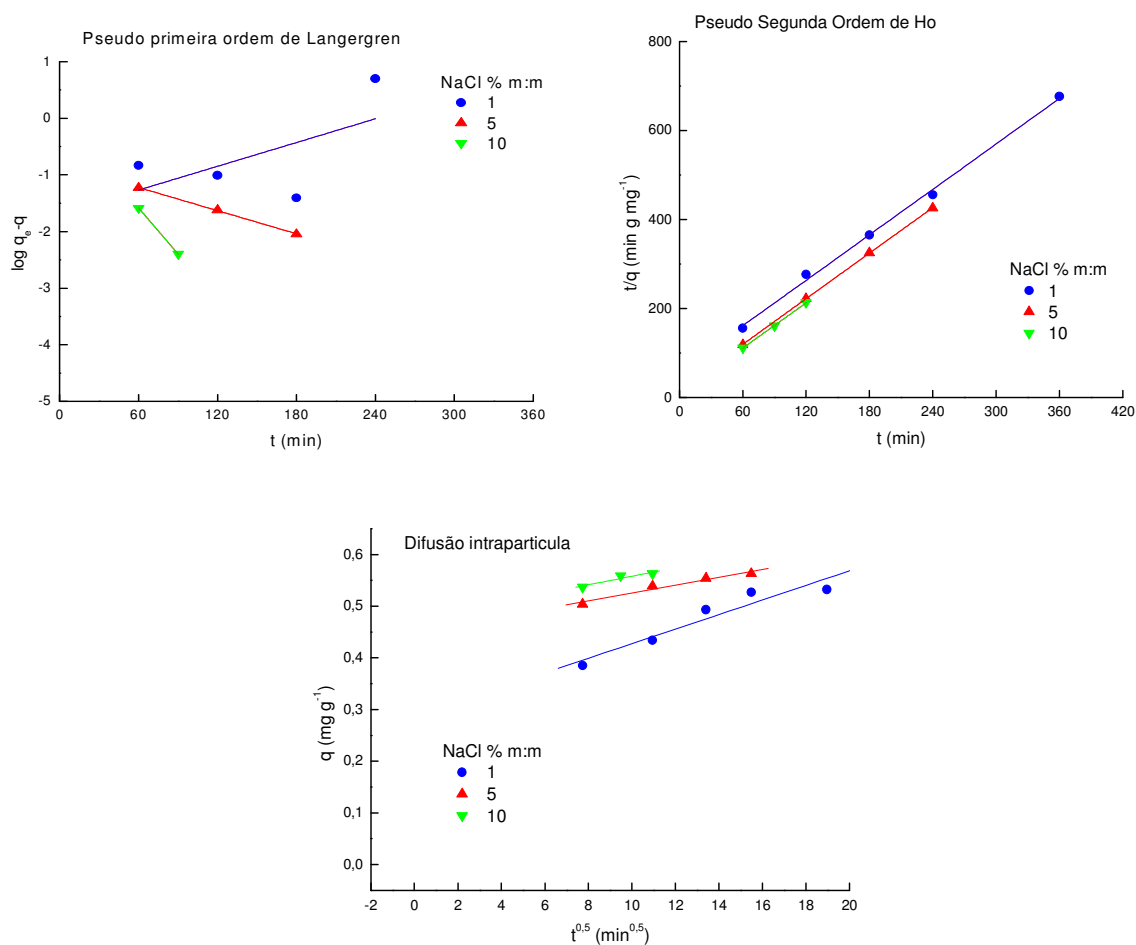 Pseudo primeira ordem de Langergren
NaCl % m:m
1
5
10
1
0
-1
-2
-3
-4
-5
log qe-q
0 60 120 180 240 300 360
t (min)
Pseudo Segunda Ordem de Ho
800
600
400
200
0
t/q (min g mg-1)
NaCl % m:m
1
5
10
0 60 120 180 240 300 360 420
t (min)
Difusão intraparticula
0,6
0,5
0,4
0,3
0,2
0,1
0,0
q (mg g-1)
NaCl % m:m
1
5
10
-2 0 2 4 6 8 10 12 14 16 18 20
t0,5 (min0,5)